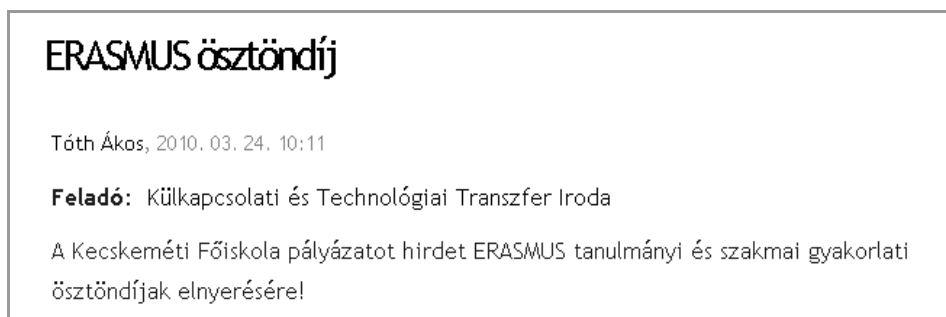 ERASMUS ösztöndíj
Tóth Ákos, 2010. 03. 24. 10:11
Feladó: Külkapcsolati és Technológiai Transzfer Iroda
A Kecskeméti Főiskola pályázatot hirdet ERASMUS tanulmányi és szakmai gyakorlati
ösztöndíjak elnyerésére!